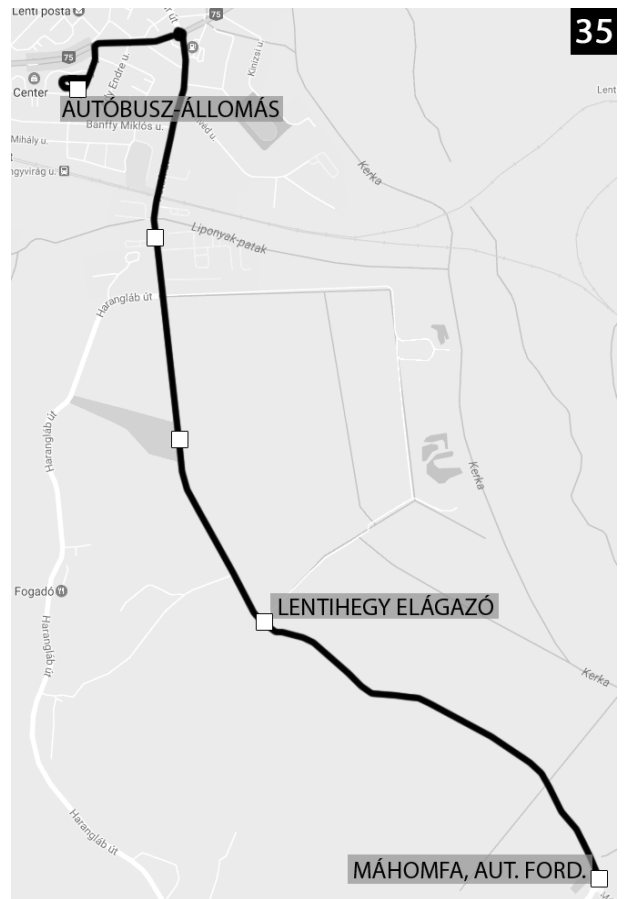 Lenti posta
75
35
75
Center
Kinizsi u.
AUTÓBUSZ-ÁLLOMÁS
Bánffy Miklós u.
Mihály u.
Kerka
Liponyak-patak
Harangláb út
Harangláb út
Kerka
Fogadó
LENTIHEGY ELÁGAZÓ
Harangláb út
Kerka
Harangláb út
MÁHOMFA, AUT. FORD.